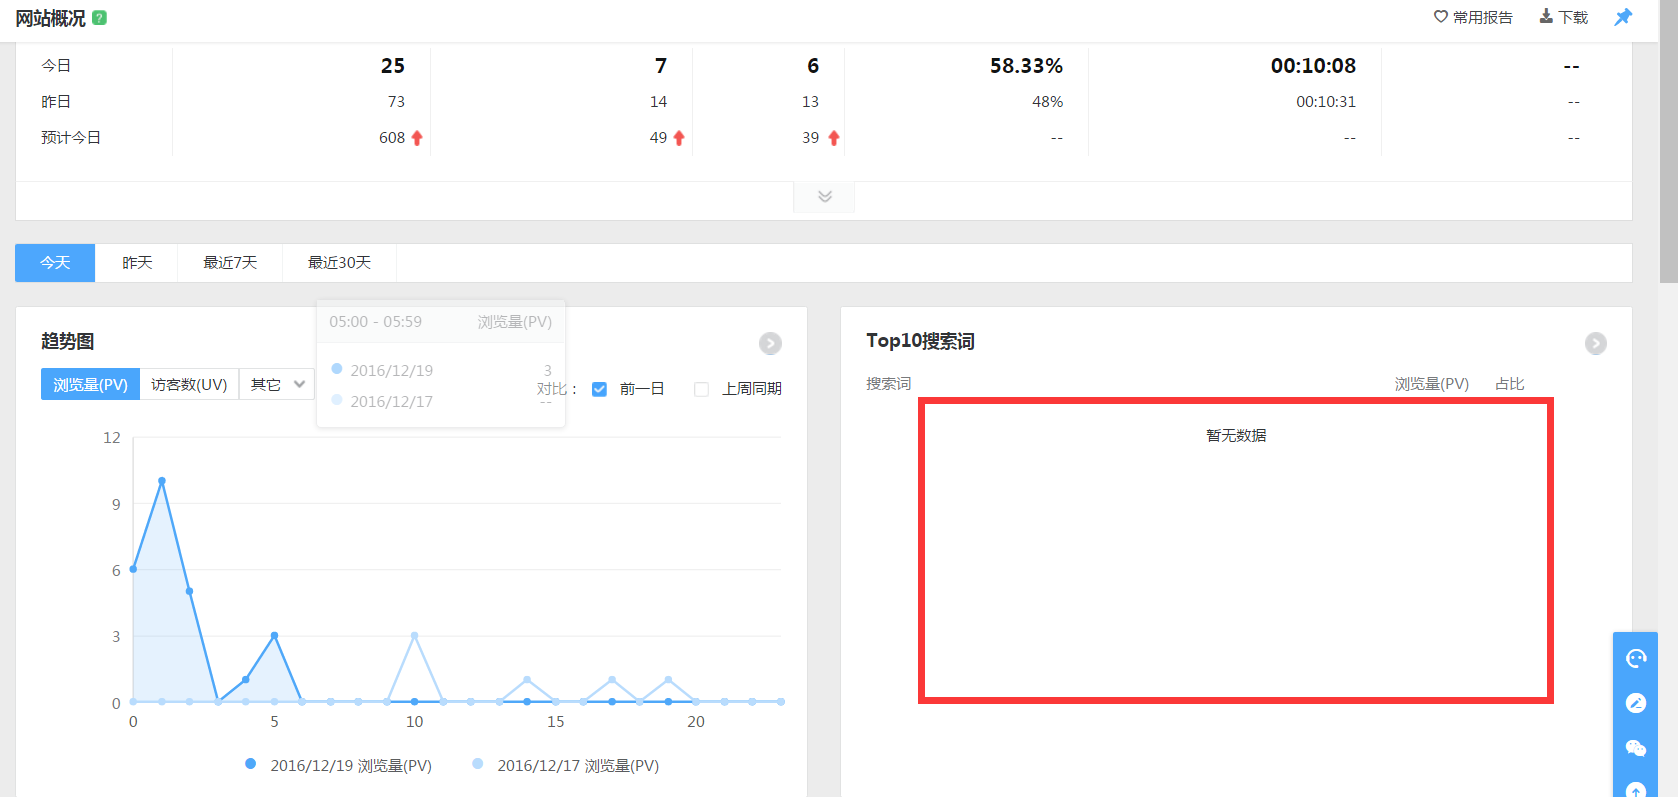 网站概况 ?
常用报告 下载
今日 25 7 6 58.33% 00:10:08 --
昨日 73 14 13 48% 00:10:31 --
预计今日 608 49 39 -- -- --
今天 昨天 最近7天 最近30天
趋势图
浏览量(PV) 访客数(UV) 其它
05:00 - 05:59 浏览量(PV)
2016/12/19 3
2016/12/17 --
对比： 前一日 上周同期
12
9
6
3
0
0 5 10 15 20
2016/12/19 浏览量(PV) 2016/12/17 浏览量(PV)
Top10搜索词
搜索词 浏览量(PV) 占比
暂无数据